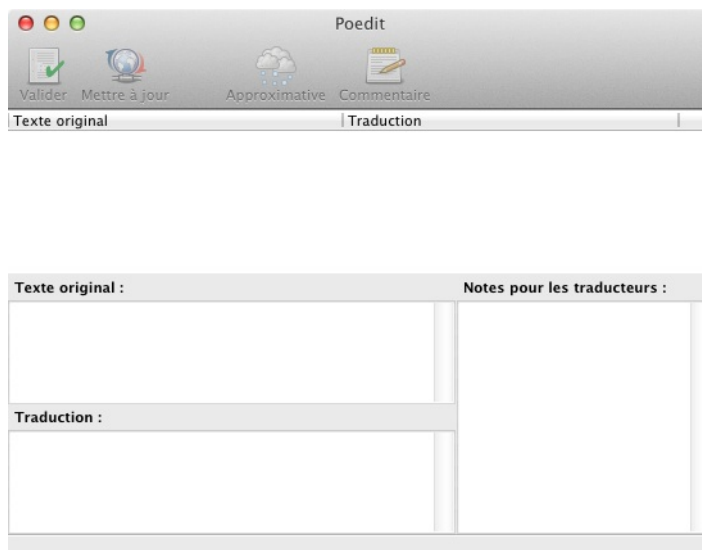 Poedit
Valider Mettre à jour Approximative Commentaire
Texte original Traduction
Texte original : Notes pour les traducteurs :
Traduction :